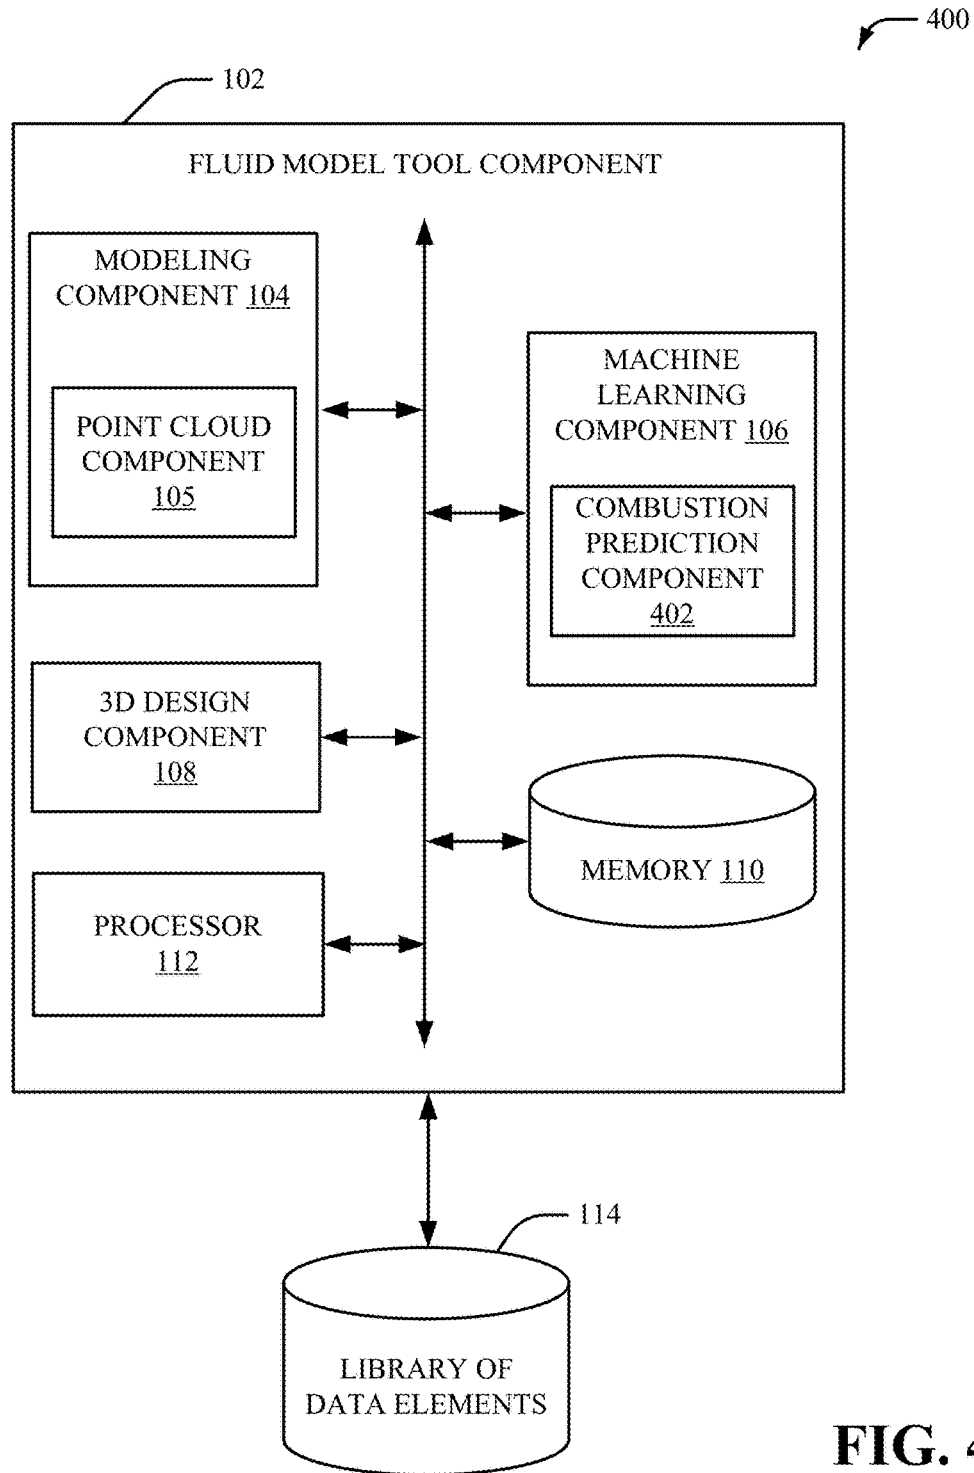 400
102
FLUID MODEL TOOL COMPONENT
MODELING
COMPONENT 104
POINT CLOUD
COMPONENT
105
MACHINE
LEARNING
COMPONENT 106
COMBUSTION
PREDICTION
COMPONENT
402
3D DESIGN
COMPONENT
108
MEMORY 110
PROCESSOR
112
114
LIBRARY OF
DATA ELEMENTS
FIG. 4